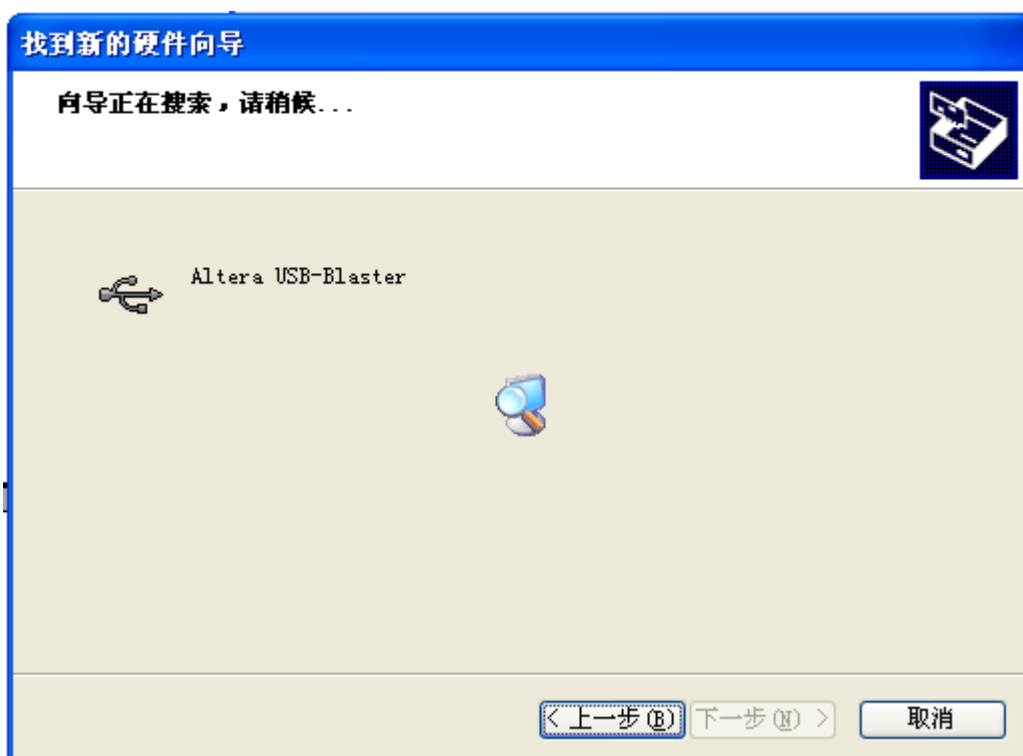 找到新的硬件向导
向导正在搜索，请稍候...
Altera USB-Blaster
< 上一步(B)
下一步(N) >
取消